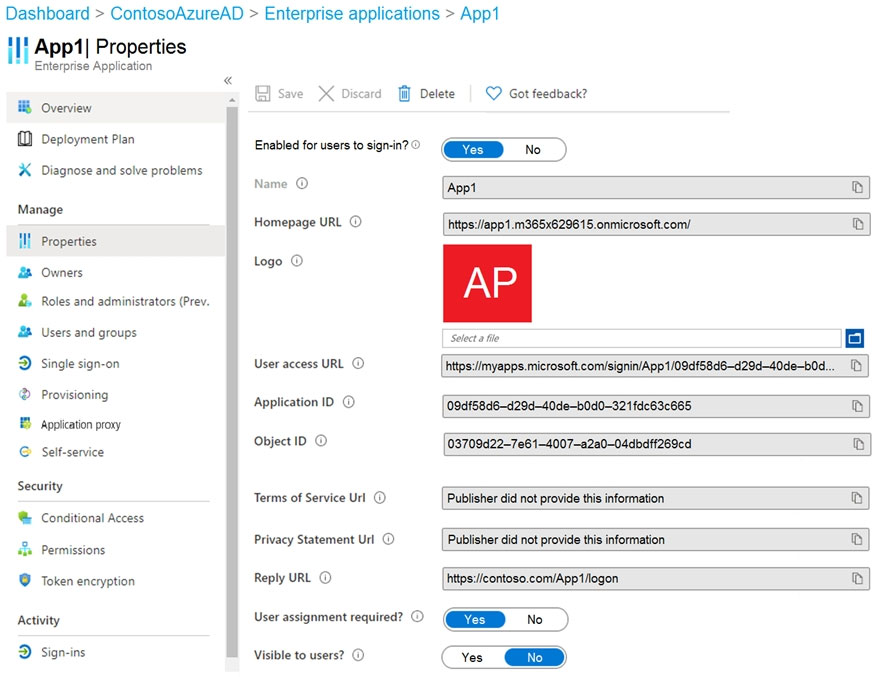 Dashboard > ContosoAzureAD > Enterprise applications > App1
App1| Properties
Enterprise Application
«
Overview
Deployment Plan
Diagnose and solve problems
Manage
Properties
Owners
Roles and administrators (Prev.
Users and groups
Single sign-on
Provisioning
Application proxy
Self-service
Security
Conditional Access
Permissions
Token encryption
Activity
Sign-ins
Save Discard Delete Got feedback?
Enabled for users to sign-in? Yes No
Name App1
Homepage URL https://app1.m365x629615.onmicrosoft.com/
Logo AP
Select a file
User access URL https://myapps.microsoft.com/signin/App1/09df58d6–d29d–40de–b0d...
Application ID 09df58d6–d29d–40de–b0d0–321fdc63c665
Object ID 03709d22–7e61–4007–a2a0–04dbdff269cd
Terms of Service Url Publisher did not provide this information
Privacy Statement Url Publisher did not provide this information
Reply URL https://contoso.com/App1/logon
User assignment required? Yes No
Visible to users? Yes No